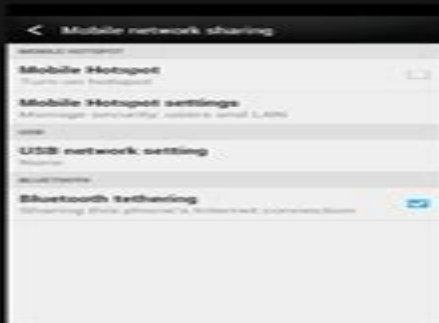 Mobile network sharing
MOBILE HOTSPOT
Mobile Hotspot
Turn on hotspot
Mobile Hotspot settings
Manage security, users and LAN
USB
USB network setting
None
BLUETOOTH
Bluetooth tethering
Sharing this phone's Internet connection